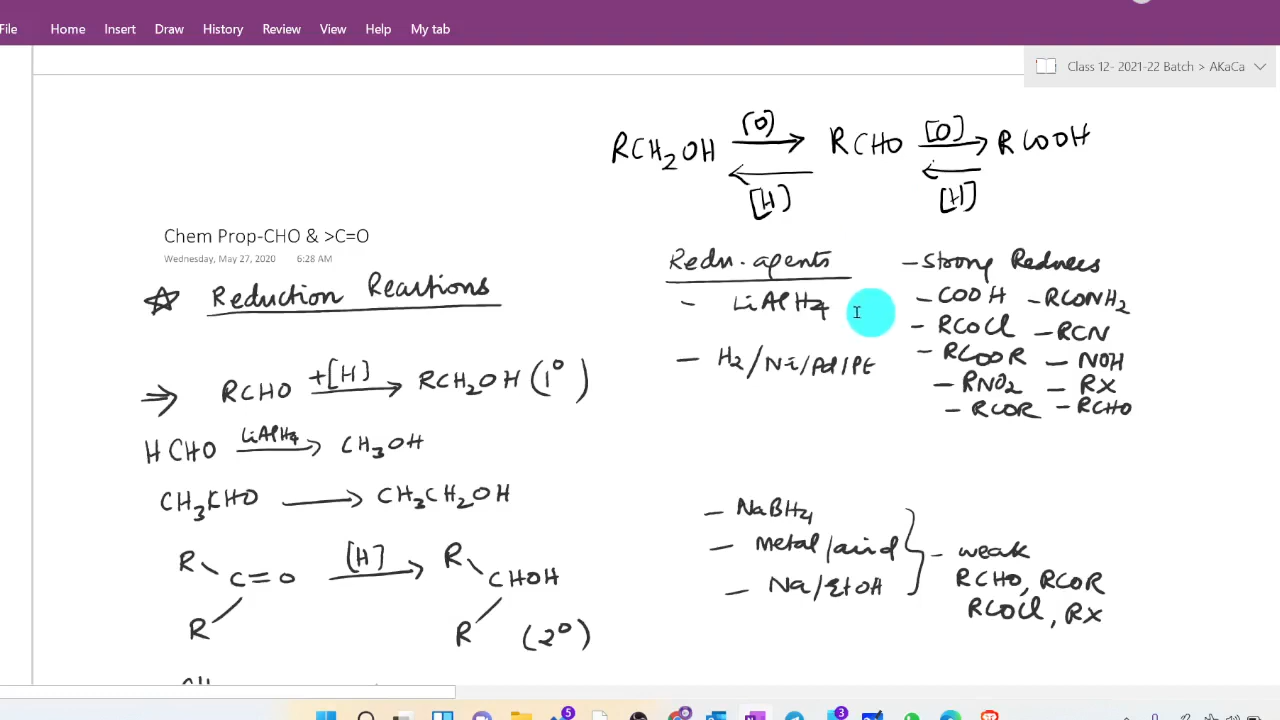 File Home Insert Draw History Review View Help My tab
Class 12- 2021-22 Batch > AKaCa
RCH2OH [O] → RCHO [O] → RCOOH
← [H] ← [H]
Chem Prop-CHO & >C=O
Wednesday, May 27, 2020 6:28 AM
☆ Reduction Reactions
⇒ RCHO +[H] → RCH2OH (1°)
HCHO LiAlH4 → CH3OH
CH3CHO → CH3CH2OH
R
C=O [H] → R CHOH
R
R (2°)
Redn. agents
- LiAlH4
- H2/Ni/Pd/Pt
- Strong Rednes
- COOH - RCONH2
- RCOCl - RCN
- RCOOR - NOH
- RNO2 - RX
- RCOR - RCHO
- NaBH4
- Metal/acid
- Na/EtOH
} - weak
RCHO, RCOR
RCOCl, RX
5
3